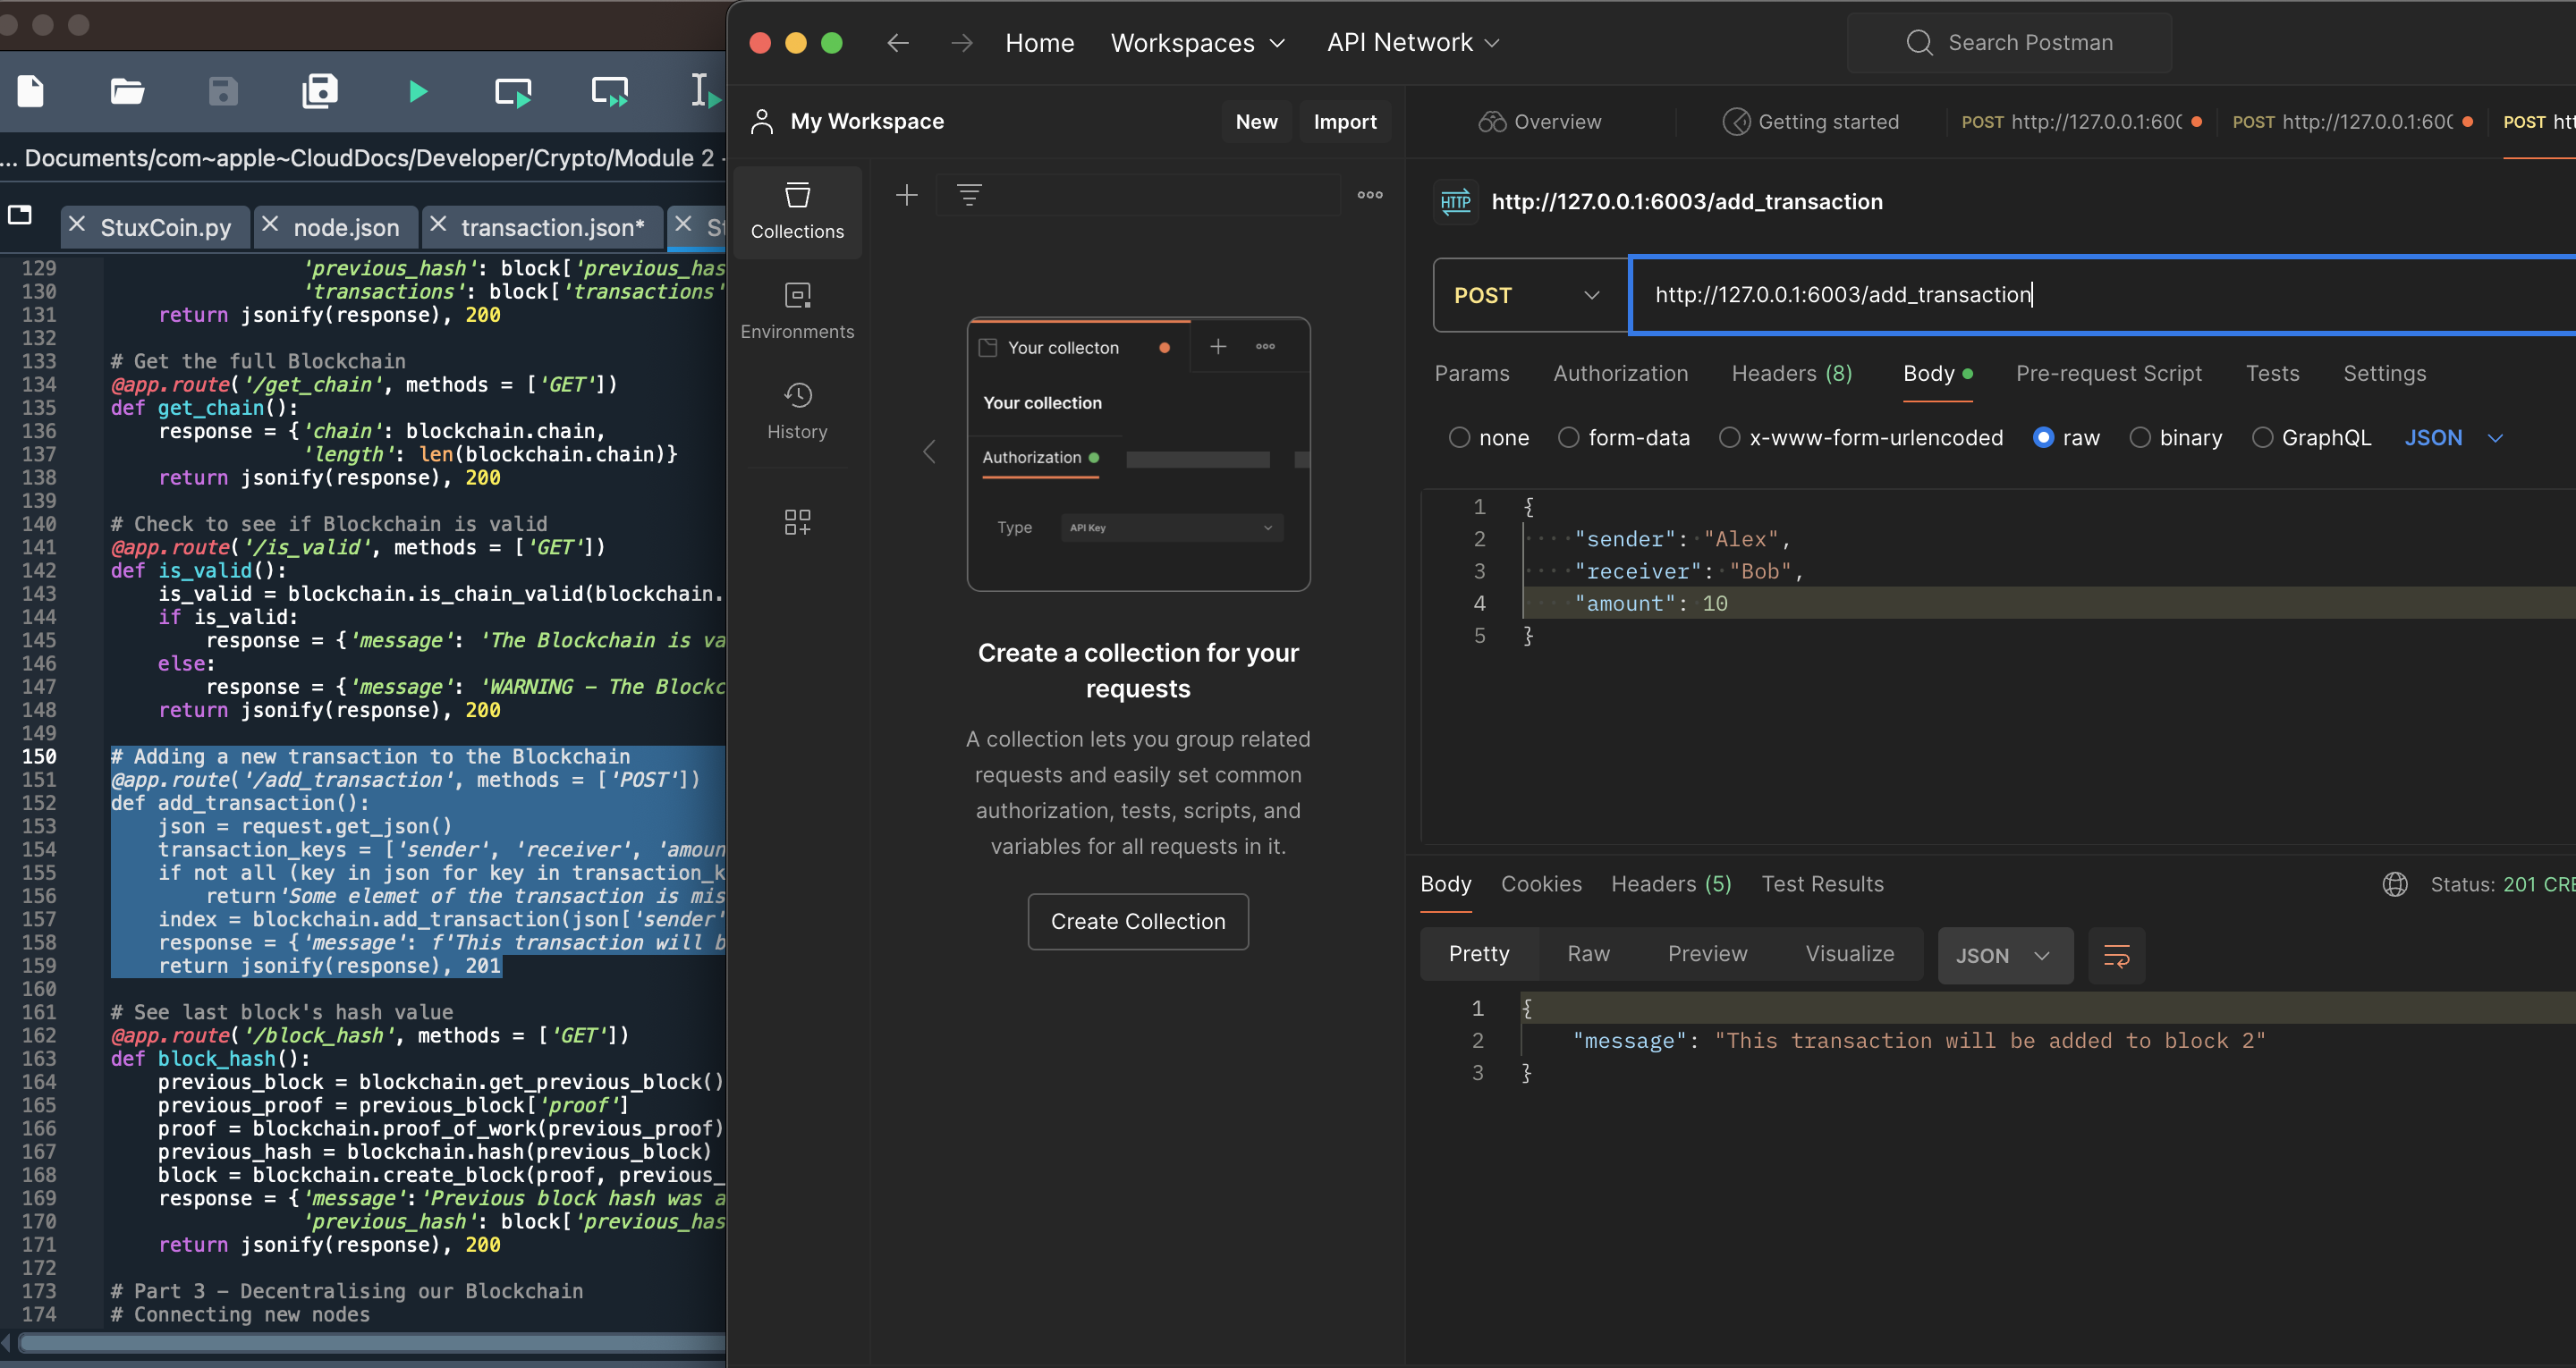 ... Documents/com~apple~CloudDocs/Developer/Crypto/Module 2 -
StuxCoin.py
node.json
transaction.json*
St
129 'previous_hash': block['previous_has
130 'transactions': block['transactions'
131 return jsonify(response), 200
132
133 # Get the full Blockchain
134 @app.route('/get_chain', methods = ['GET'])
135 def get_chain():
136 response = {'chain': blockchain.chain,
137 'length': len(blockchain.chain)}
138 return jsonify(response), 200
139
140 # Check to see if Blockchain is valid
141 @app.route('/is_valid', methods = ['GET'])
142 def is_valid():
143 is_valid = blockchain.is_chain_valid(blockchain.
144 if is_valid:
145 response = {'message': 'The Blockchain is va
146 else:
147 response = {'message': 'WARNING – The Blockc
148 return jsonify(response), 200
149
150 # Adding a new transaction to the Blockchain
151 @app.route('/add_transaction', methods = ['POST'])
152 def add_transaction():
153 json = request.get_json()
154 transaction_keys = ['sender', 'receiver', 'amoun
155 if not all (key in json for key in transaction_k
156 return'Some elemet of the transaction is mis
157 index = blockchain.add_transaction(json['sender'
158 response = {'message': f'This transaction will b
159 return jsonify(response), 201
160
161 # See last block's hash value
162 @app.route('/block_hash', methods = ['GET'])
163 def block_hash():
164 previous_block = blockchain.get_previous_block()
165 previous_proof = previous_block['proof']
166 proof = blockchain.proof_of_work(previous_proof)
167 previous_hash = blockchain.hash(previous_block)
168 block = blockchain.create_block(proof, previous_
169 response = {'message':'Previous block hash was a
170 'previous_hash': block['previous_has
171 return jsonify(response), 200
172
173 # Part 3 – Decentralising our Blockchain
174 # Connecting new nodes
Home
Workspaces
API Network
Search Postman
My Workspace
New
Import
Collections
Environments
History
Your collecton
Your collection
Authorization
Type
API Key
Create a collection for your
requests
A collection lets you group related
requests and easily set common
authorization, tests, scripts, and
variables for all requests in it.
Create Collection
Overview
Getting started
POST http://127.0.0.1:600
POST http://127.0.0.1:600
POST htt
HTTP
http://127.0.0.1:6003/add_transaction
POST
http://127.0.0.1:6003/add_transaction
Params
Authorization
Headers (8)
Body
Pre-request Script
Tests
Settings
none
form-data
x-www-form-urlencoded
raw
binary
GraphQL
JSON
1 {
2 "sender": "Alex",
3 "receiver": "Bob",
4 "amount": 10
5 }
Body
Cookies
Headers (5)
Test Results
Status: 201 CRE
Pretty
Raw
Preview
Visualize
JSON
1 {
2 "message": "This transaction will be added to block 2"
3 }